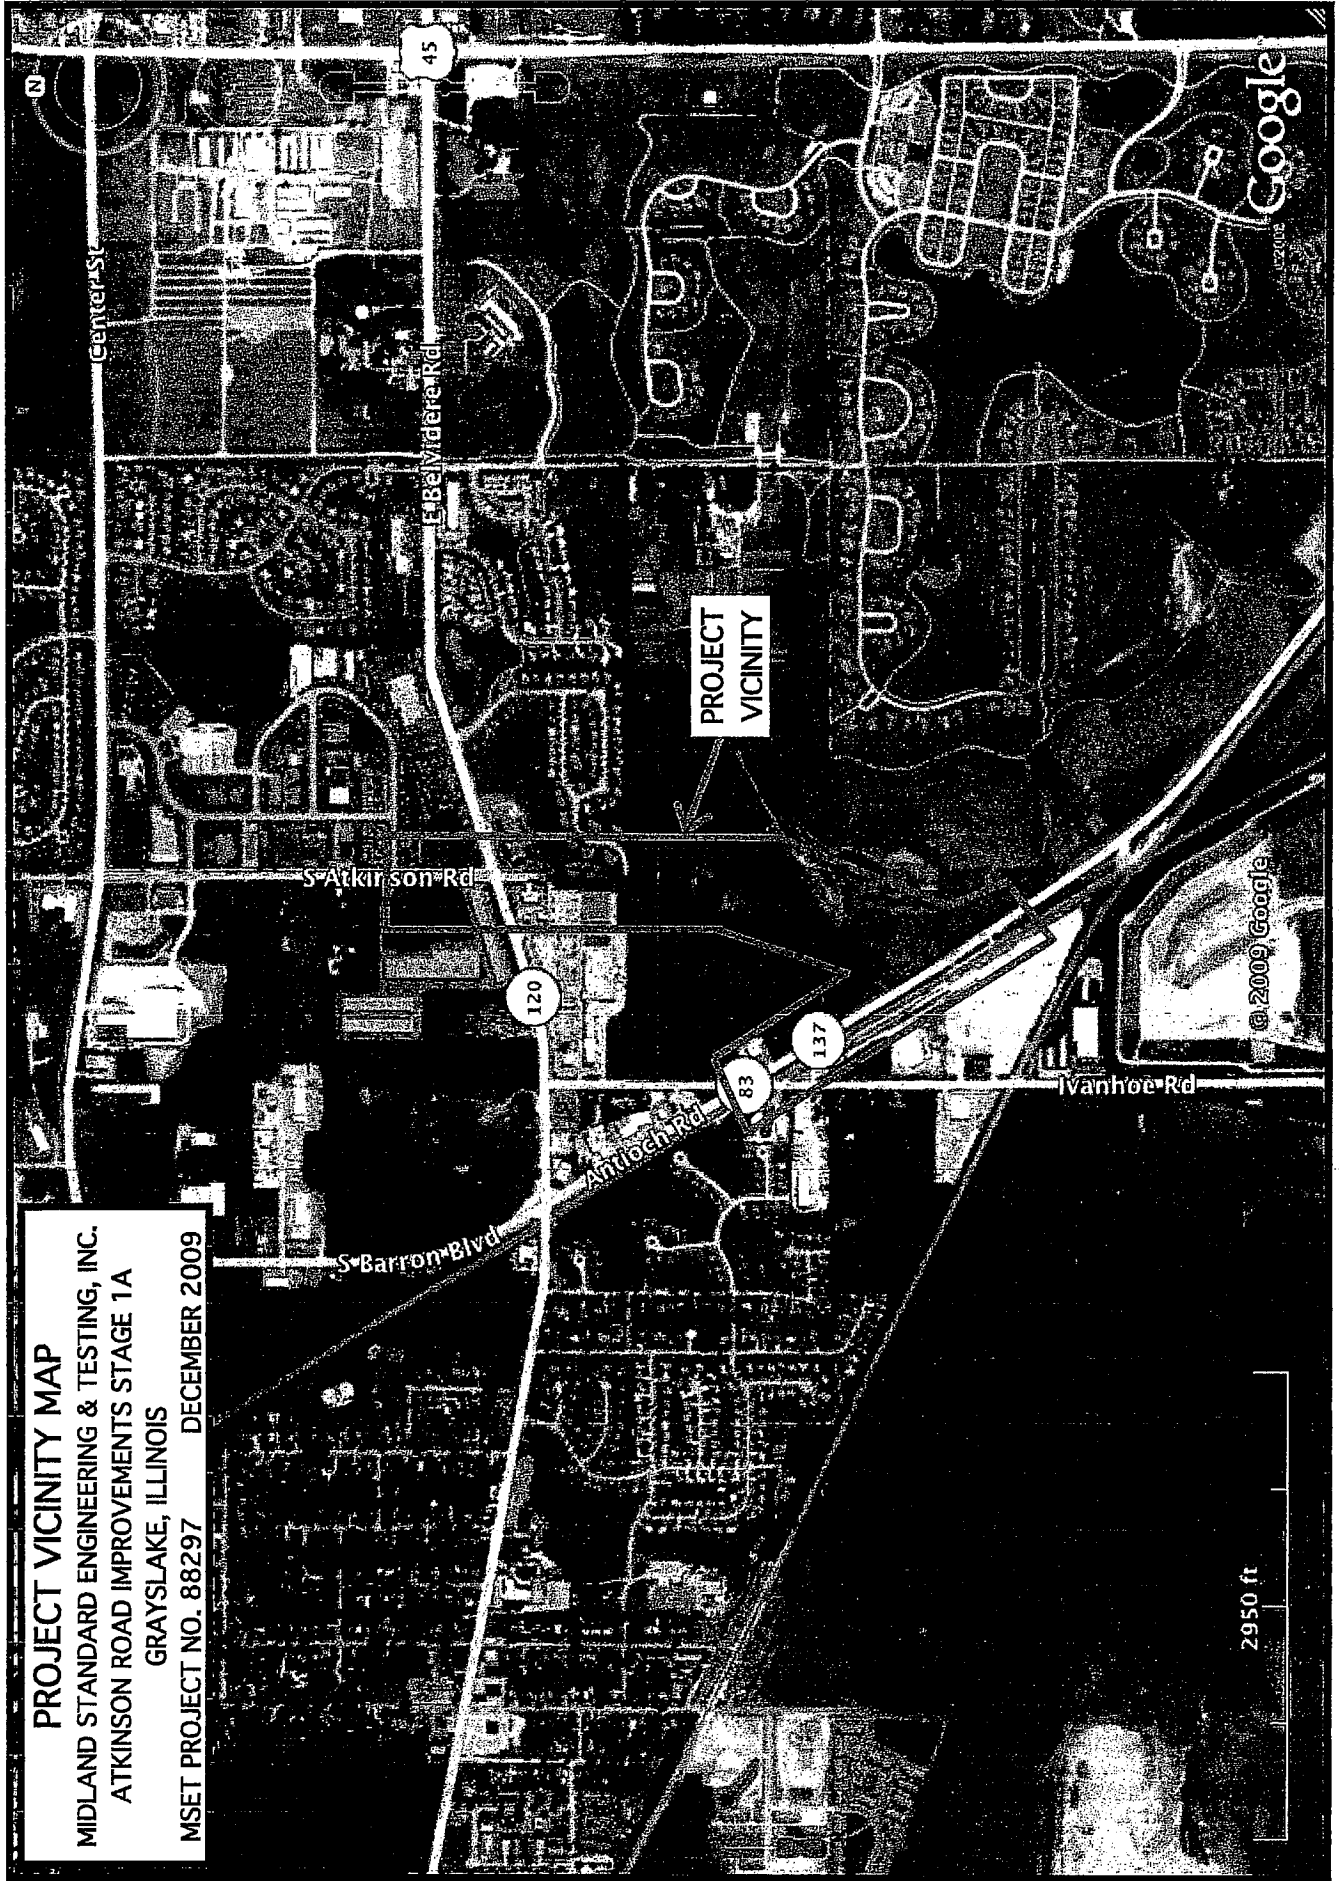 PROJECT VICINITY MAP
MIDLAND STANDARD ENGINEERING & TESTING, INC.
ATKINSON ROAD IMPROVEMENTS STAGE 1A
GRAYSLAKE, ILLINOIS
MSET PROJECT NO. 88297 DECEMBER 2009
N
Center St
45
E Belvidere Rd
S Atkinson Rd
120
S Barron Blvd
Antioch Rd
83
137
PROJECT
VICINITY
Ivanhoe Rd
2950 ft
© 2009 Google
Google